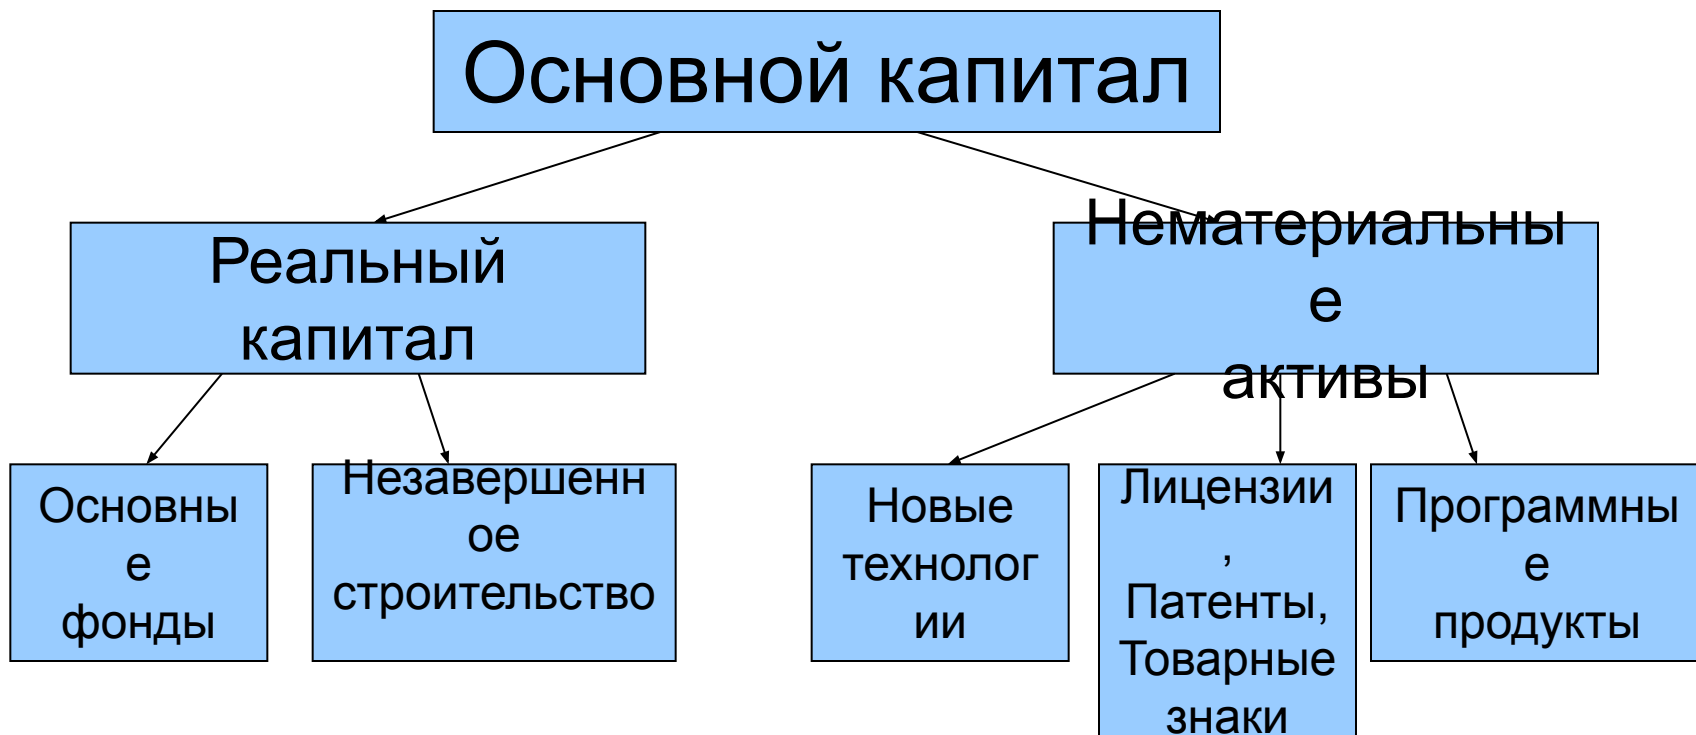 Основной капитал
Реальный
капитал
Нематериальны
е
активы
Основны
е
фонды
Незавершенн
ое
строительство
Новые
технолог
ии
Лицензии
,
Патенты,
Товарные
знаки
Программны
е
продукты